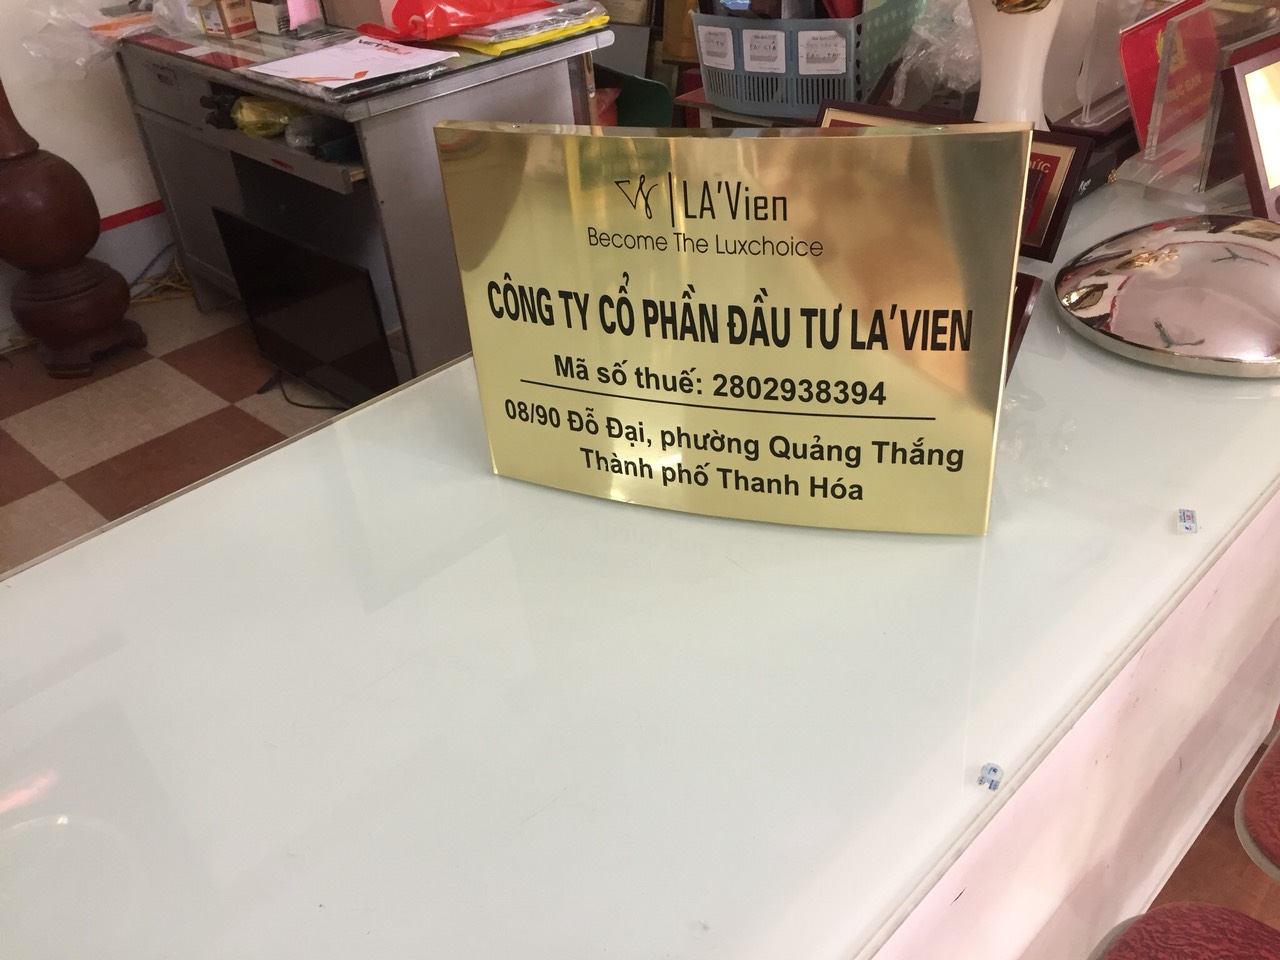 LA'Vien
Become The Luxchoice
CÔNG TY CỔ PHẦN ĐẦU TƯ LA'VIEN
Mã số thuế: 2802938394
08/90 Đỗ Đại, phường Quảng Thắng
Thành phố Thanh Hóa